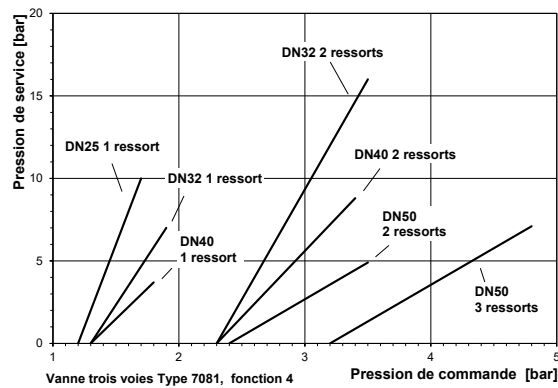 Pression de service [bar]
20
15
10
5
0
DN32 2 ressorts
DN25 1 ressort
DN32 1 ressort
DN40 2 ressorts
DN40
1 ressort
DN50
2 ressorts
DN50
3 ressorts
1
2
3
4
5
Vanne trois voies Type 7081, fonction 4
Pression de commande [bar]